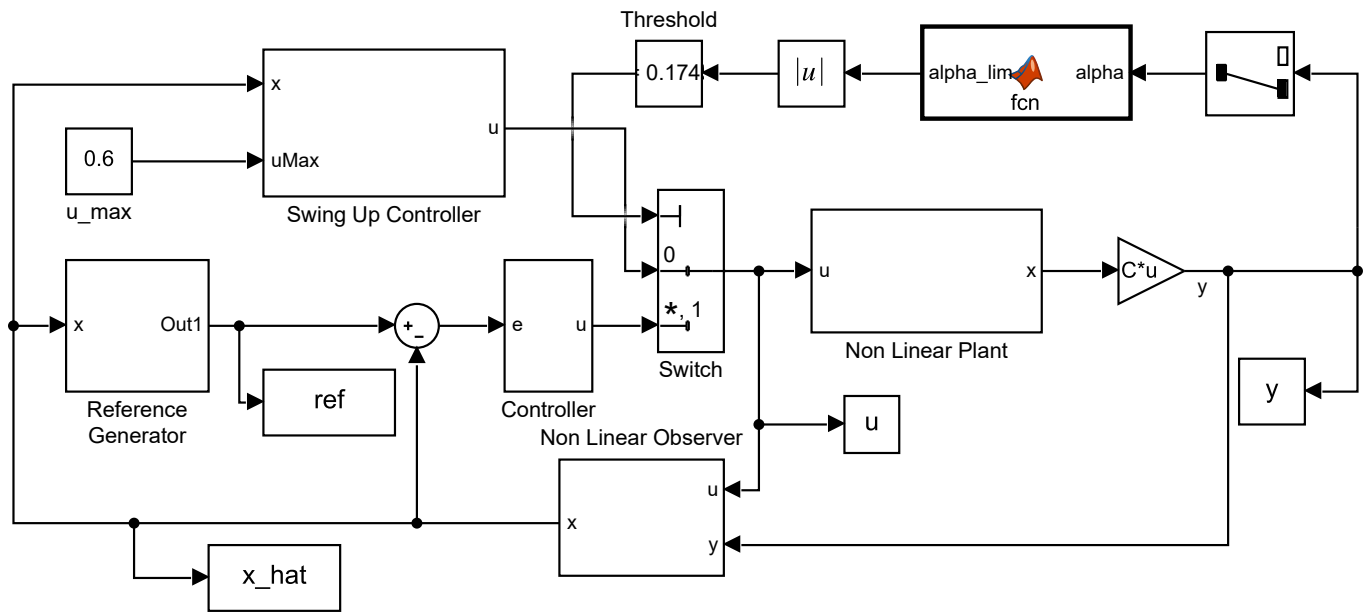 Threshold
x
uMax
u
Swing Up Controller
0.6
u_max
: 0.174
|u|
alpha_lim
alpha
fcn
0
*, 1
Switch
u
x
Non Linear Plant
C*u
y
x
Out1
Reference
Generator
ref
+
−
e
u
Controller
y
u
Non Linear Observer
u
x
y
x_hat